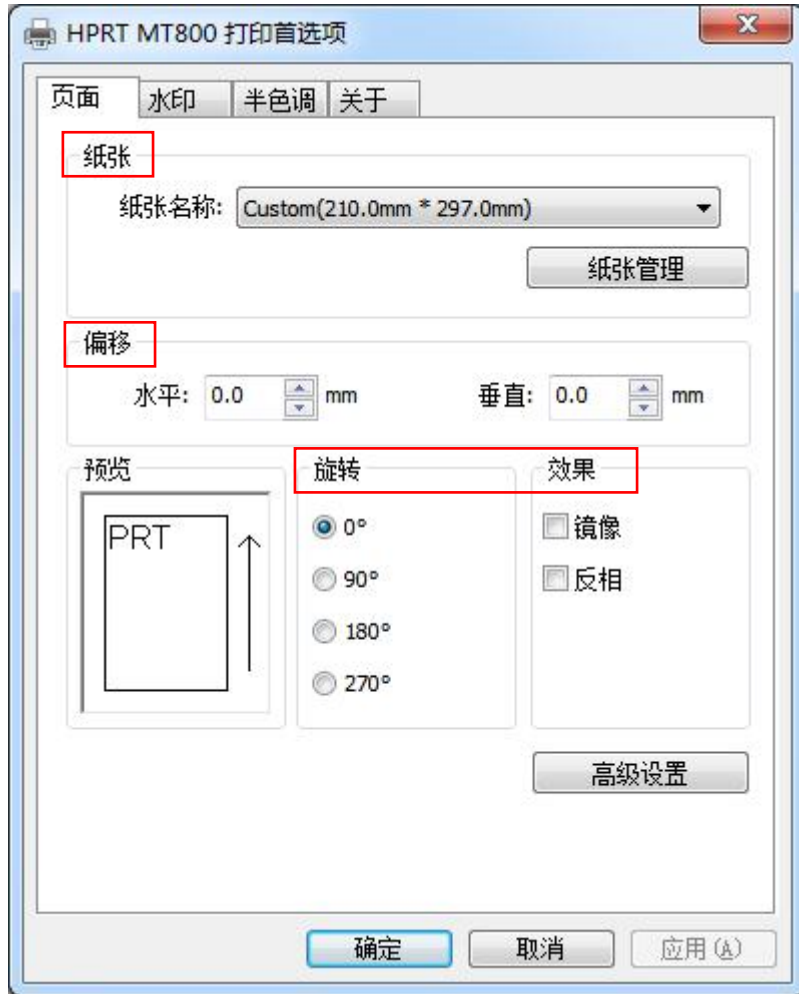 HPRT MT800 打印首选项
页面 水印 半色调 关于
纸张
纸张名称: Custom(210.0mm * 297.0mm)
纸张管理
偏移
水平: 0.0 mm 垂直: 0.0 mm
预览 旋转 效果
PRT
0° 镜像
90° 反相
180°
270°
高级设置
确定 取消 应用(A)